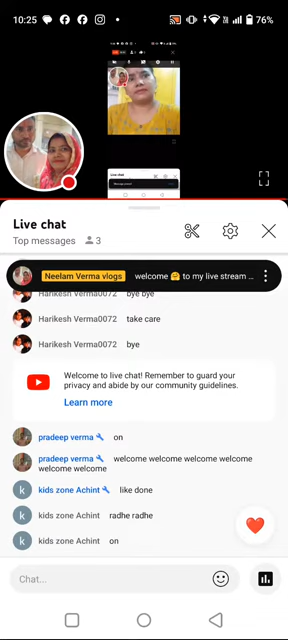 10:25
76%
Live chat
Top messages 3
Neelam Verma vlogs welcome 🤗 to my live stream ...
Harikesh Verma0072 bye bye
Harikesh Verma0072 take care
Harikesh Verma0072 bye
Welcome to live chat! Remember to guard your
privacy and abide by our community guidelines.
Learn more
pradeep verma on
pradeep verma welcome welcome welcome welcome
welcome welcome
kids zone Achint like done
k kids zone Achint radhe radhe
k kids zone Achint on
Chat...